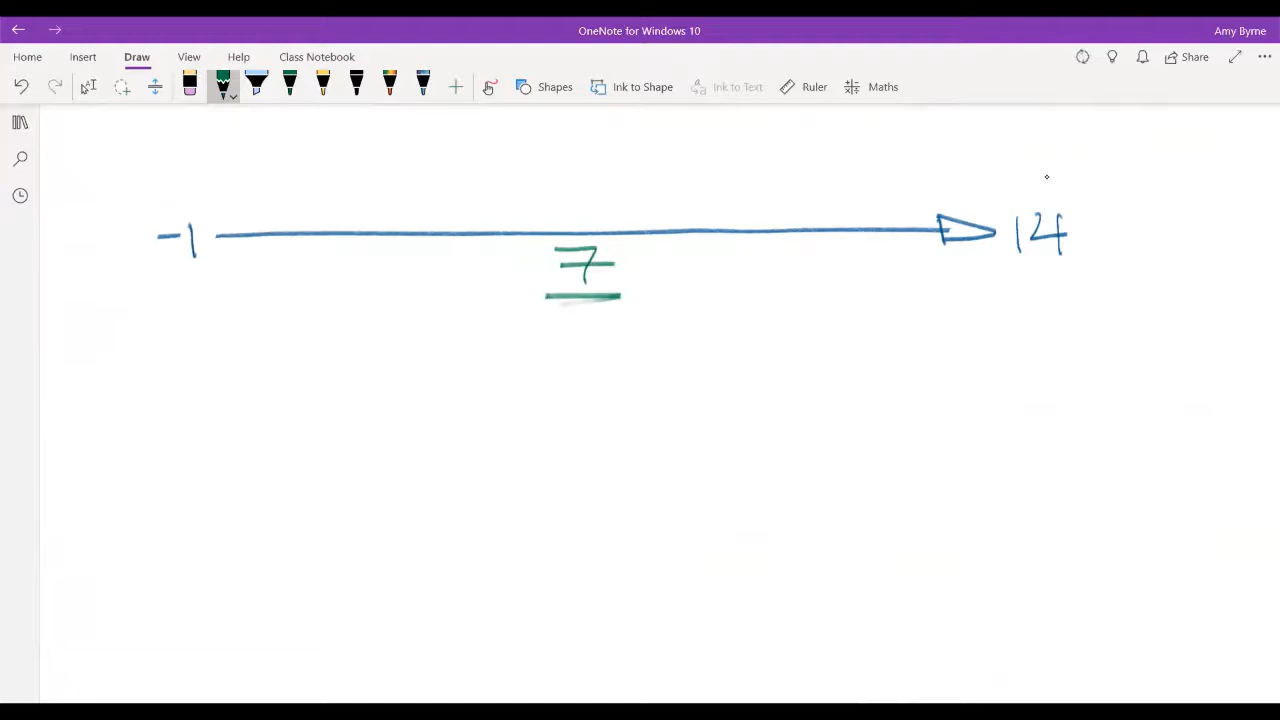 OneNote for Windows 10
Amy Byrne
Home Insert Draw View Help Class Notebook
Share
Shapes Ink to Shape Ink to Text Ruler Maths
-1 14
7